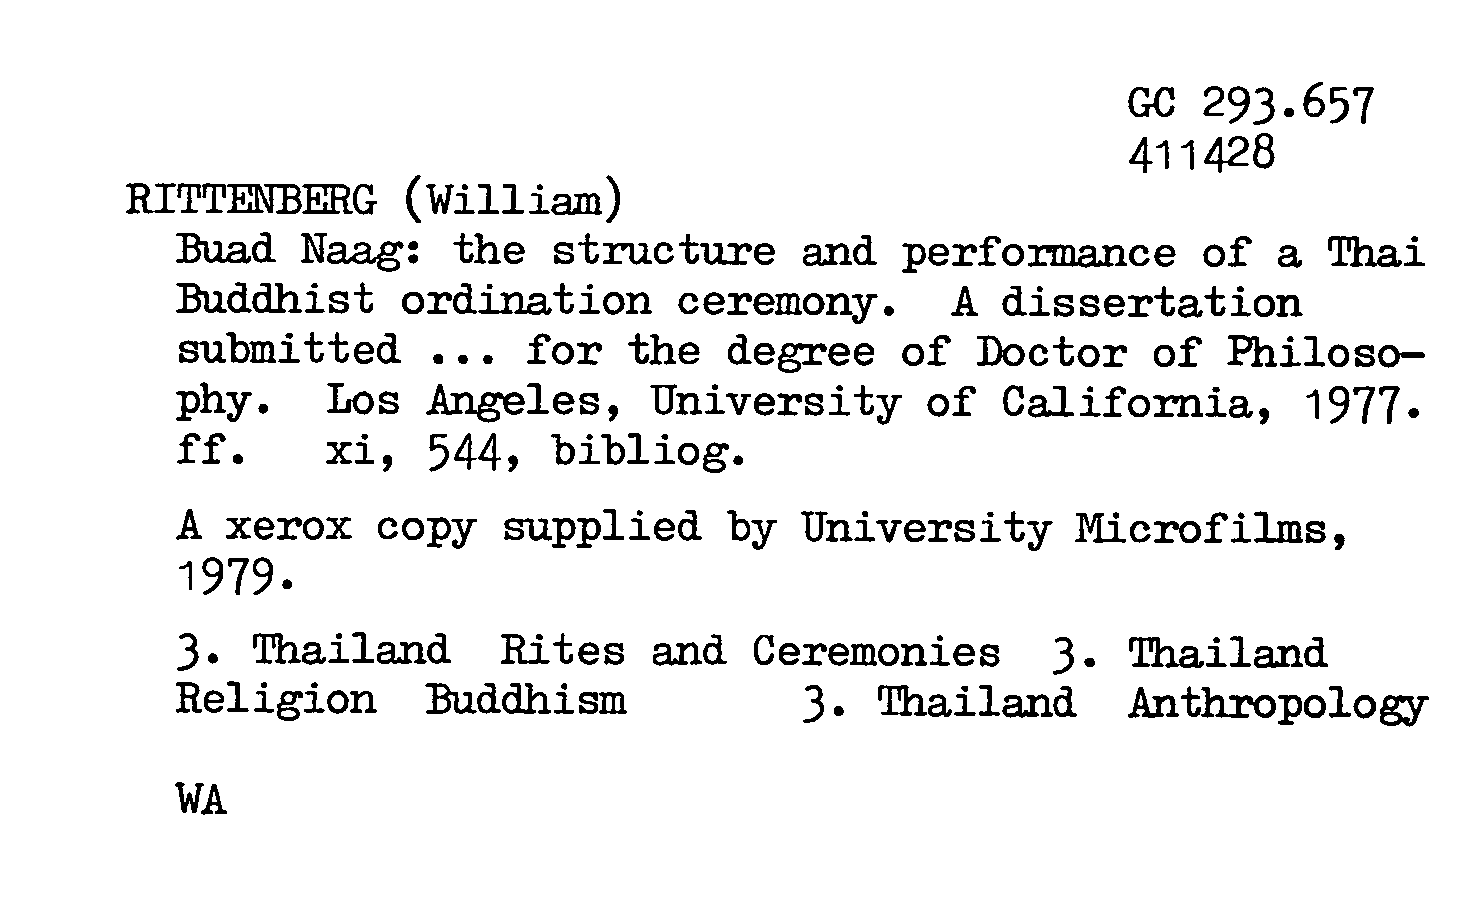 GC 293.657
411428
RITTENBERG (William)
Buad Naag: the structure and performance of a Thai
Buddhist ordination ceremony. A dissertation
submitted ... for the degree of Doctor of Philoso-
phy. Los Angeles, University of California, 1977.
ff. xi, 544, bibliog.
A xerox copy supplied by University Microfilms,
1979.
3. Thailand Rites and Ceremonies 3. Thailand
Religion Buddhism 3. Thailand Anthropology
WA